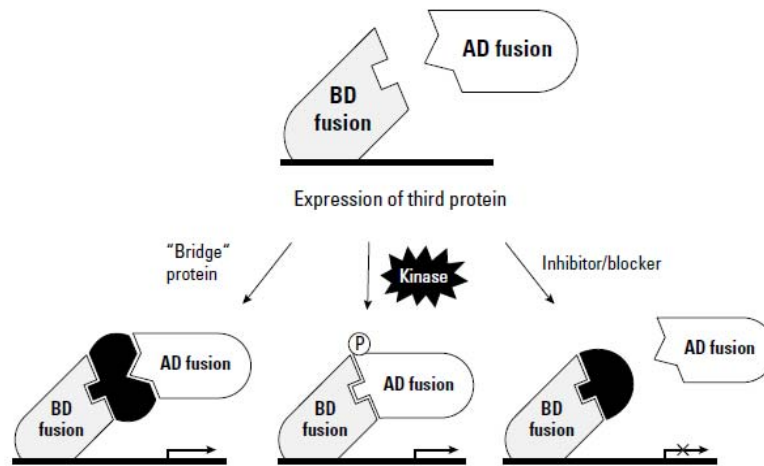 AD fusion
BD
fusion
Expression of third protein
"Bridge"
protein
Kinase
Inhibitor/blocker
AD fusion
BD
fusion
P
AD fusion
BD
fusion
AD fusion
BD
fusion